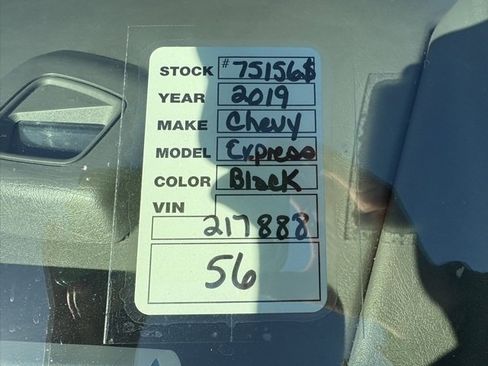 STOCK # 75156$
YEAR 2019
MAKE Chevy
MODEL Express
COLOR Black
VIN
217888
56